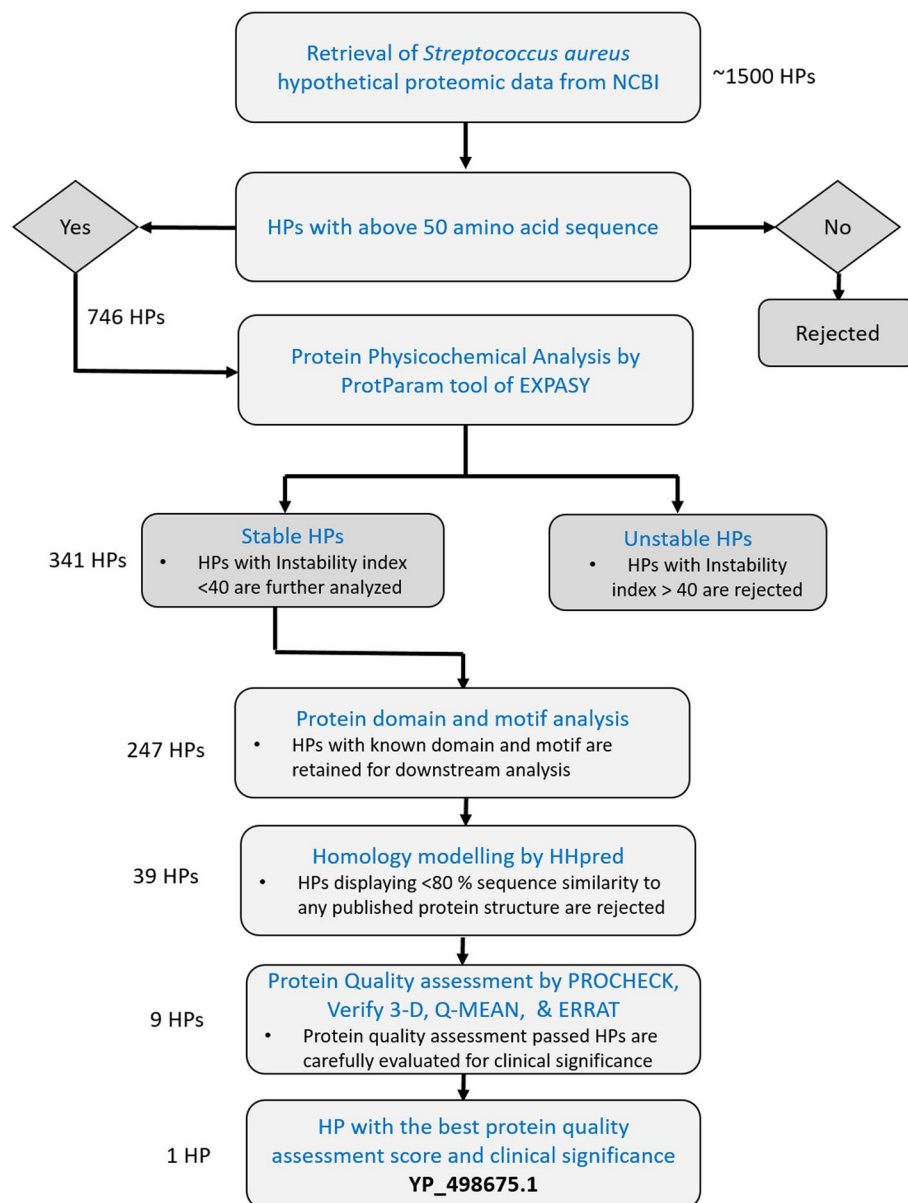 Retrieval of Streptococcus aureus
hypothetical proteomic data from NCBI
~1500 HPs
Yes
HPs with above 50 amino acid sequence
No
746 HPs
Rejected
Protein Physicochemical Analysis by
ProtParam tool of EXPASY
341 HPs
Stable HPs
• HPs with Instability index
<40 are further analyzed
Unstable HPs
• HPs with Instability
index > 40 are rejected
247 HPs
Protein domain and motif analysis
• HPs with known domain and motif are
retained for downstream analysis
39 HPs
Homology modelling by HHpred
• HPs displaying <80 % sequence similarity to
any published protein structure are rejected
9 HPs
Protein Quality assessment by PROCHECK,
Verify 3-D, Q-MEAN, & ERRAT
• Protein quality assessment passed HPs are
carefully evaluated for clinical significance
1 HP
HP with the best protein quality
assessment score and clinical significance
YP_498675.1